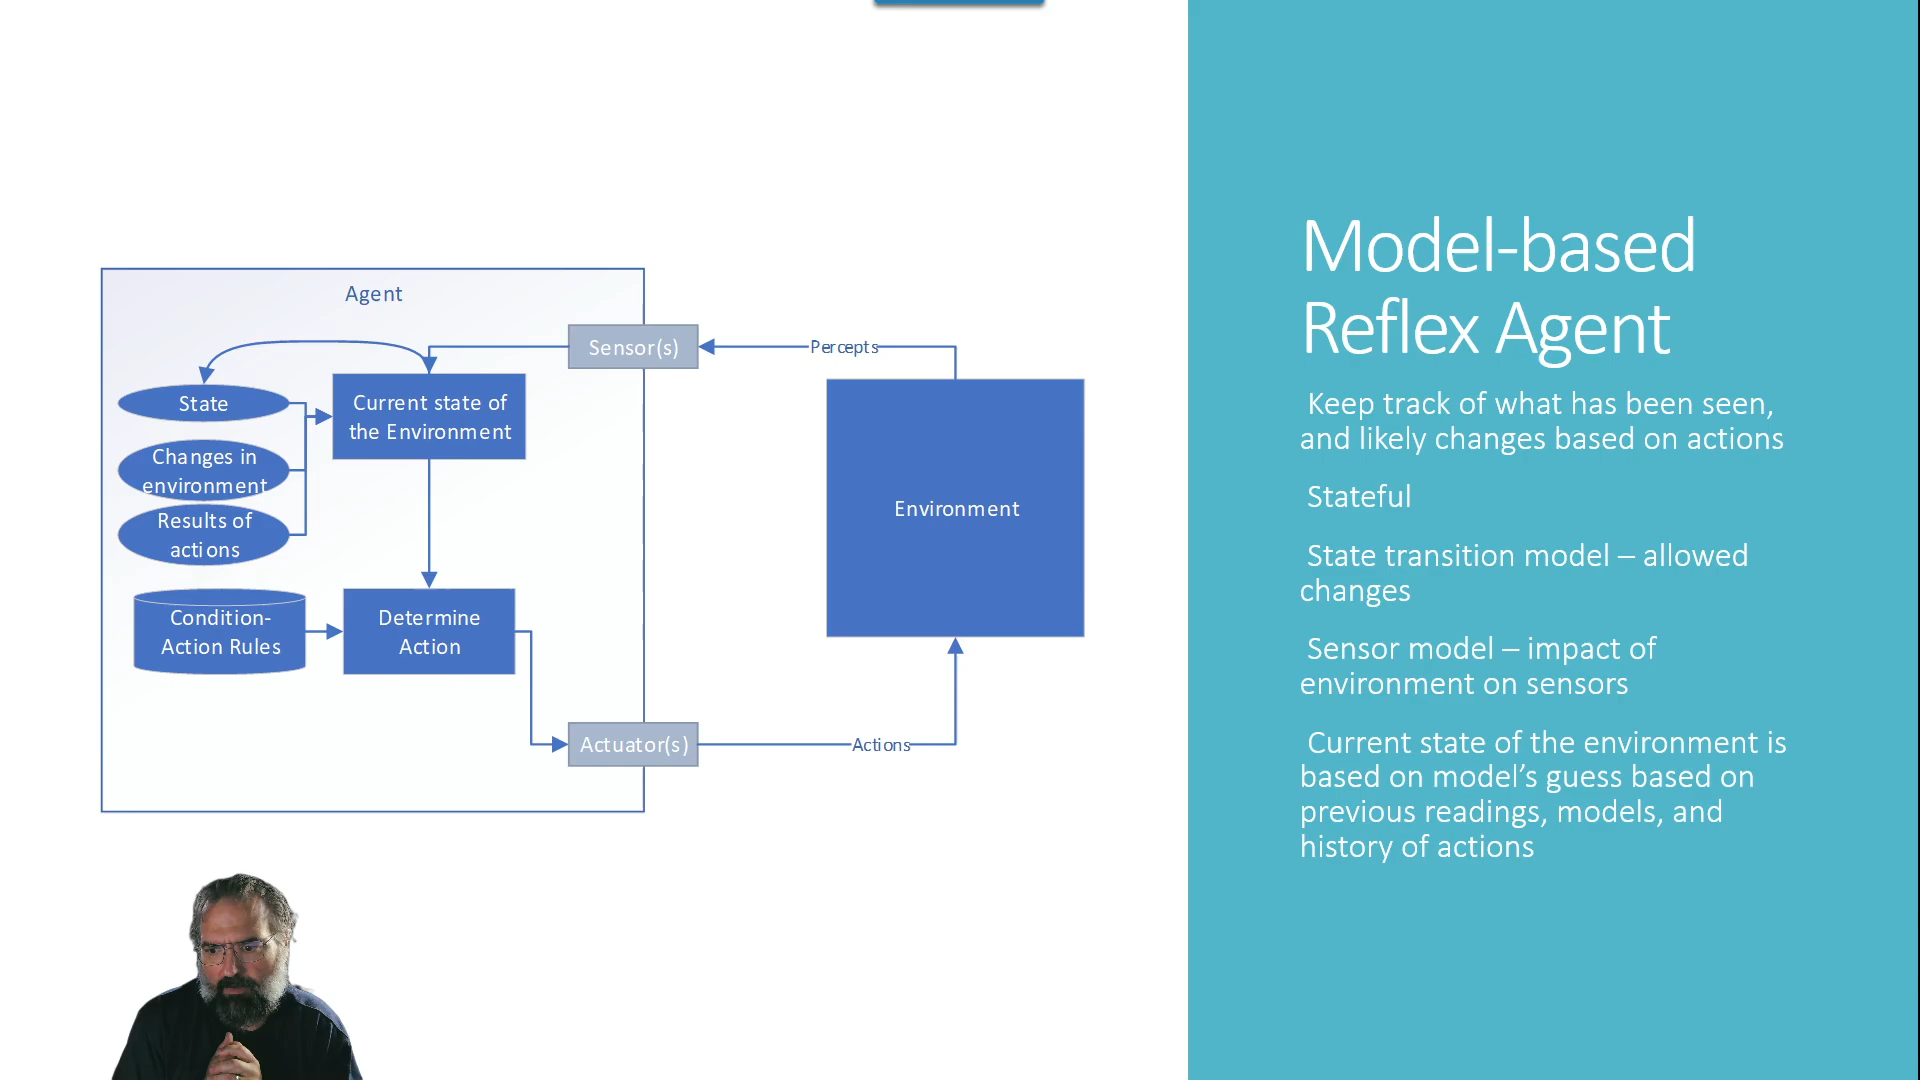 Agent
Sensor(s)
Percepts
State
Current state of
the Environment
Changes in
environment
Results of
actions
Environment
Condition-
Action Rules
Determine
Action
Actuator(s)
Actions
Model-based
Reflex Agent
Keep track of what has been seen,
and likely changes based on actions
Stateful
State transition model – allowed
changes
Sensor model – impact of
environment on sensors
Current state of the environment is
based on model’s guess based on
previous readings, models, and
history of actions